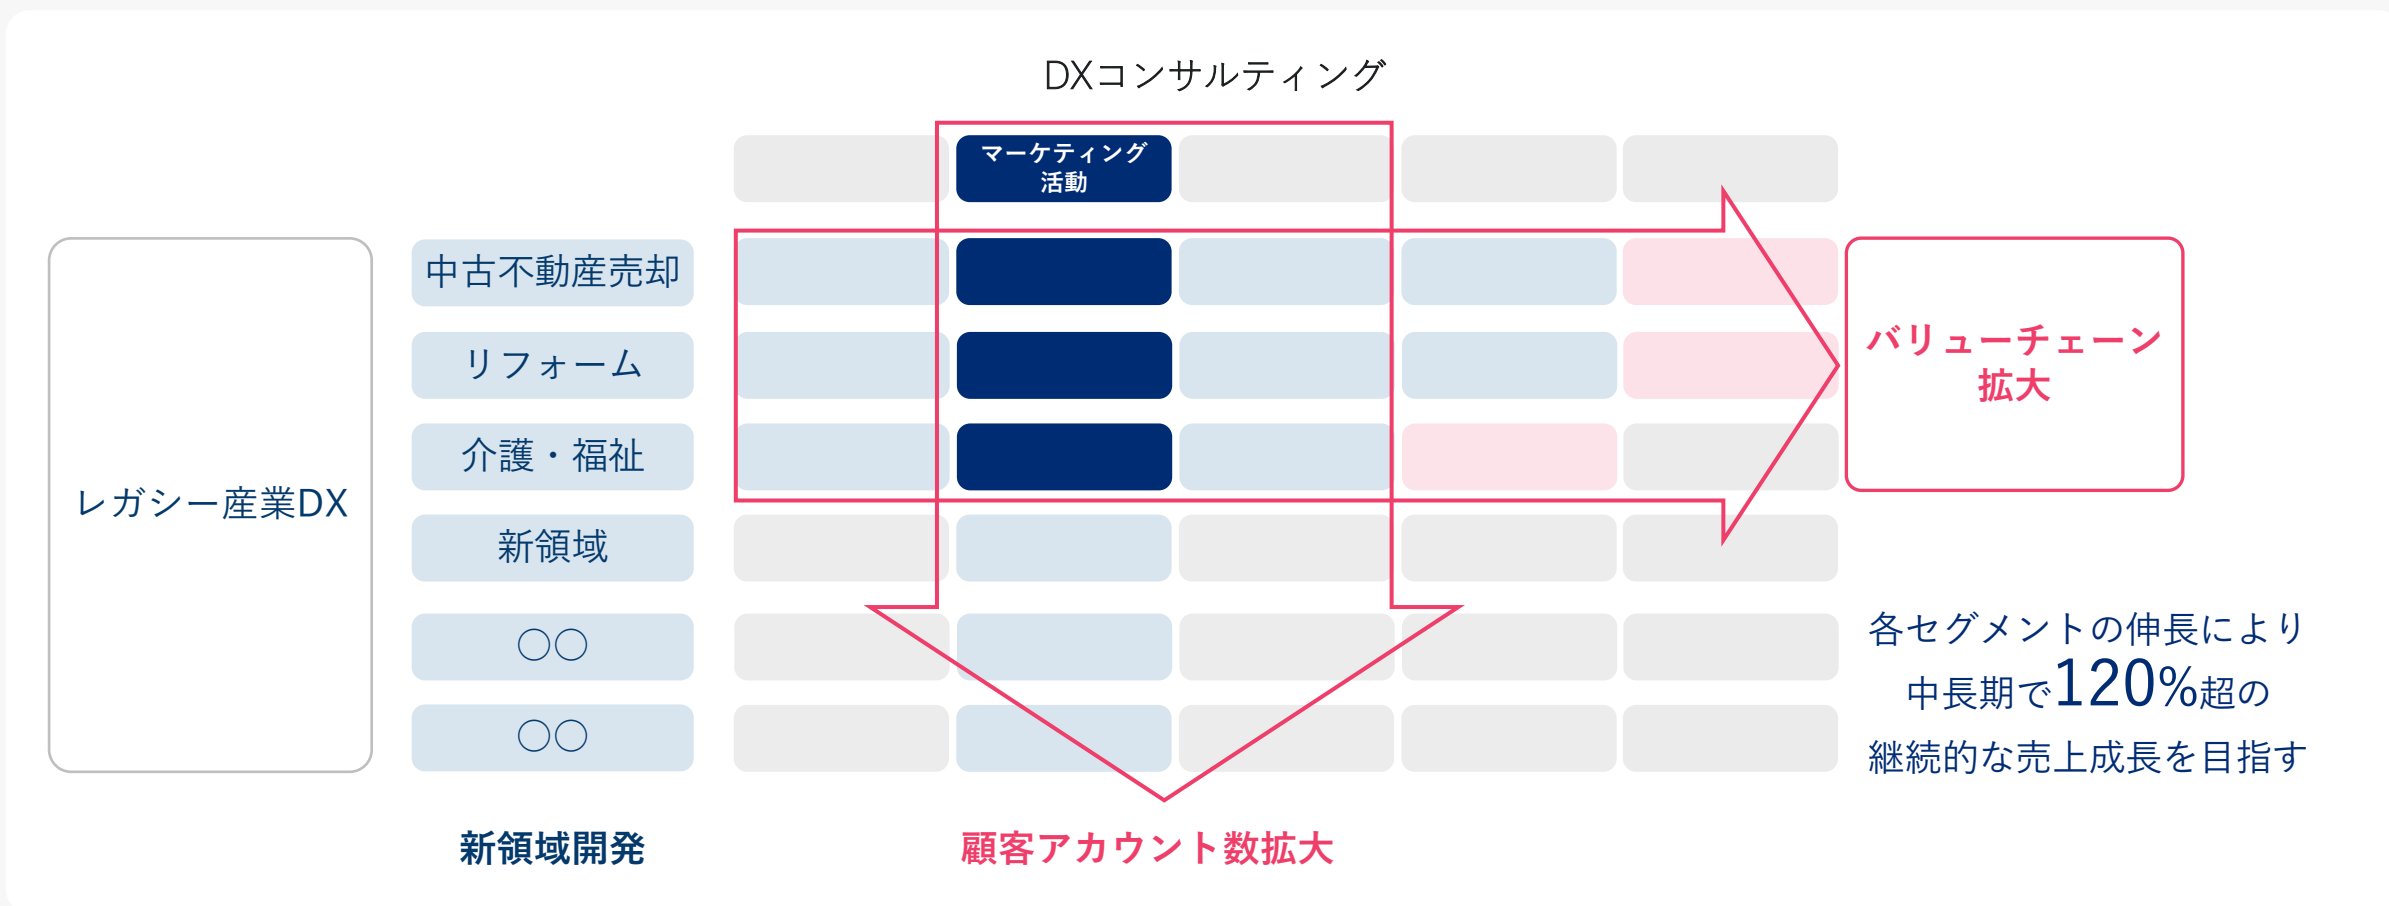 DXコンサルティング
マーケティング
活動
中古不動産売却
リフォーム
介護・福祉
新領域
〇〇
〇〇
レガシー産業DX
バリューチェーン
拡大
各セグメントの伸長により
中長期で120%超の
継続的な売上成長を目指す
新領域開発
顧客アカウント数拡大